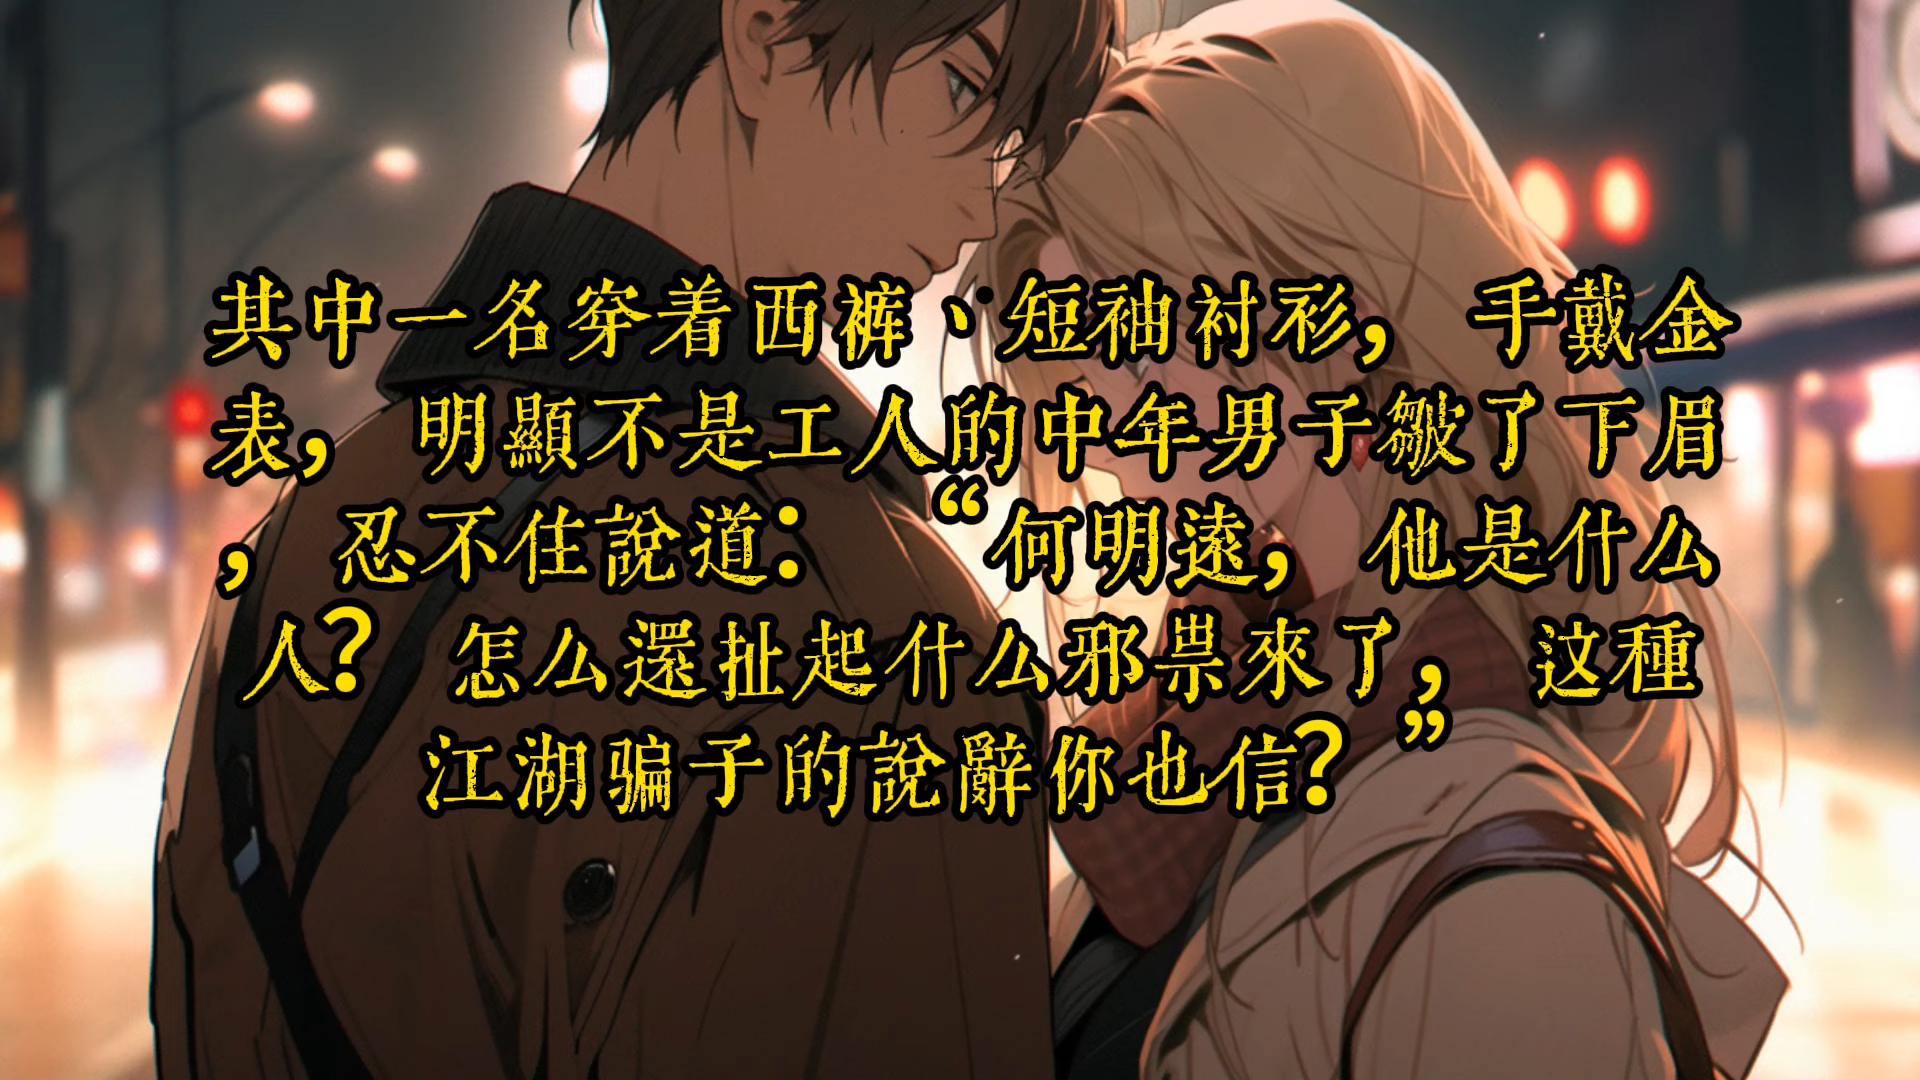 其中一名穿着西裤、短袖衬衫，手戴金
表，明顯不是工人的中年男子皺了下眉
，忍不住說道：“何明遠，他是什么
人？怎么還扯起什么邪祟來了，这種
江湖骗子的說辭你也信？”